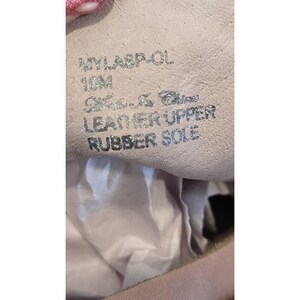 MYLASP-OL
10M
Made In China
LEATHER UPPER
RUBBER SOLE